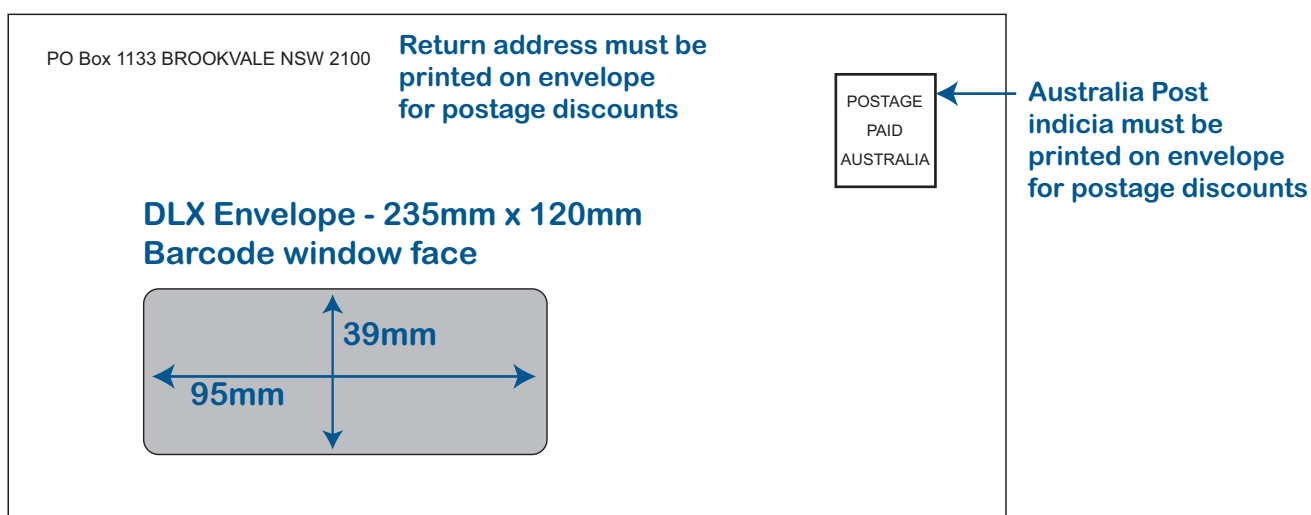 PO Box 1133 BROOKVALE NSW 2100
Return address must be
printed on envelope
for postage discounts
POSTAGE
PAID
AUSTRALIA
Australia Post
indicia must be
printed on envelope
for postage discounts
DLX Envelope - 235mm x 120mm
Barcode window face
39mm
95mm